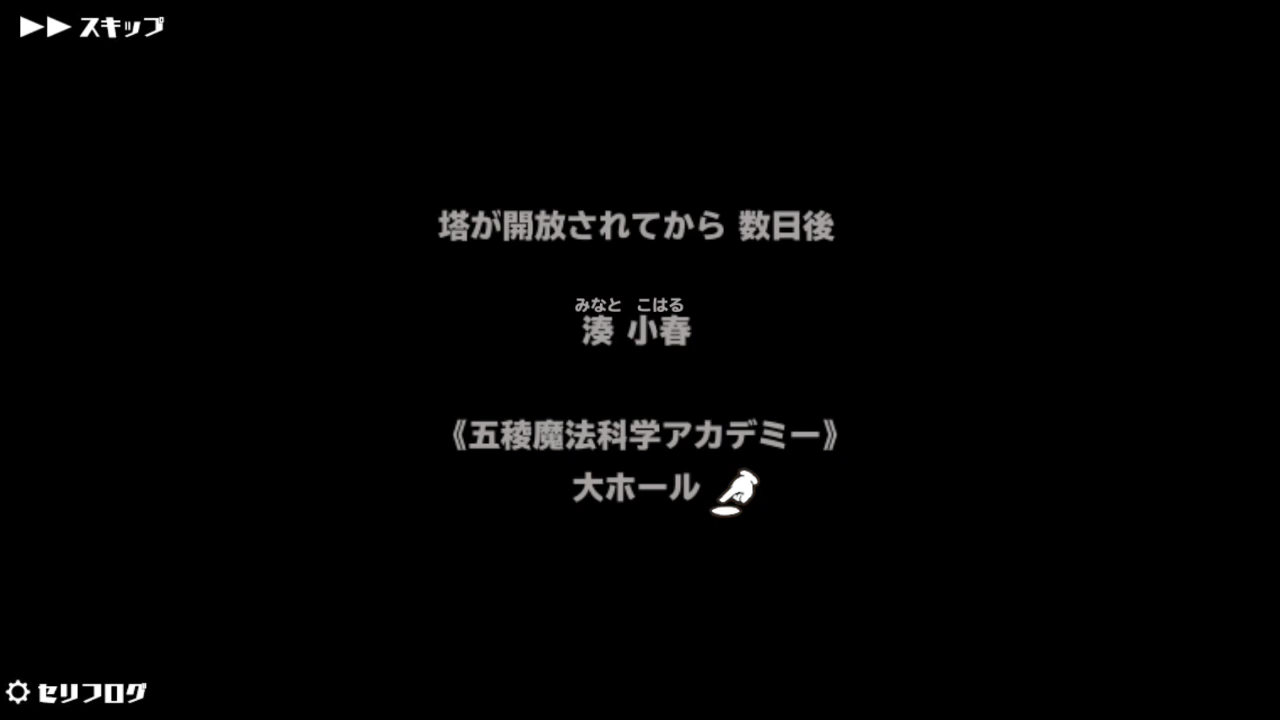 スキップ
塔が開放されてから 数日後
みなと こはる
湊 小春
《五稜魔法科学アカデミー》
大ホール
セリフログ